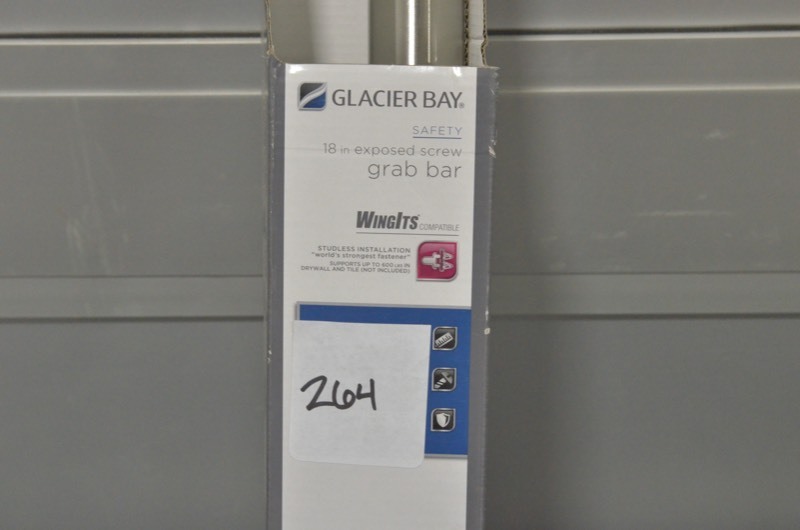 GLACIER BAY®
SAFETY
18 in exposed screw
grab bar
WINGITS® COMPATIBLE
STUDLESS INSTALLATION
"world's strongest fastener"
SUPPORTS UP TO 600 LBS IN
DRYWALL AND TILE (NOT INCLUDED)
264